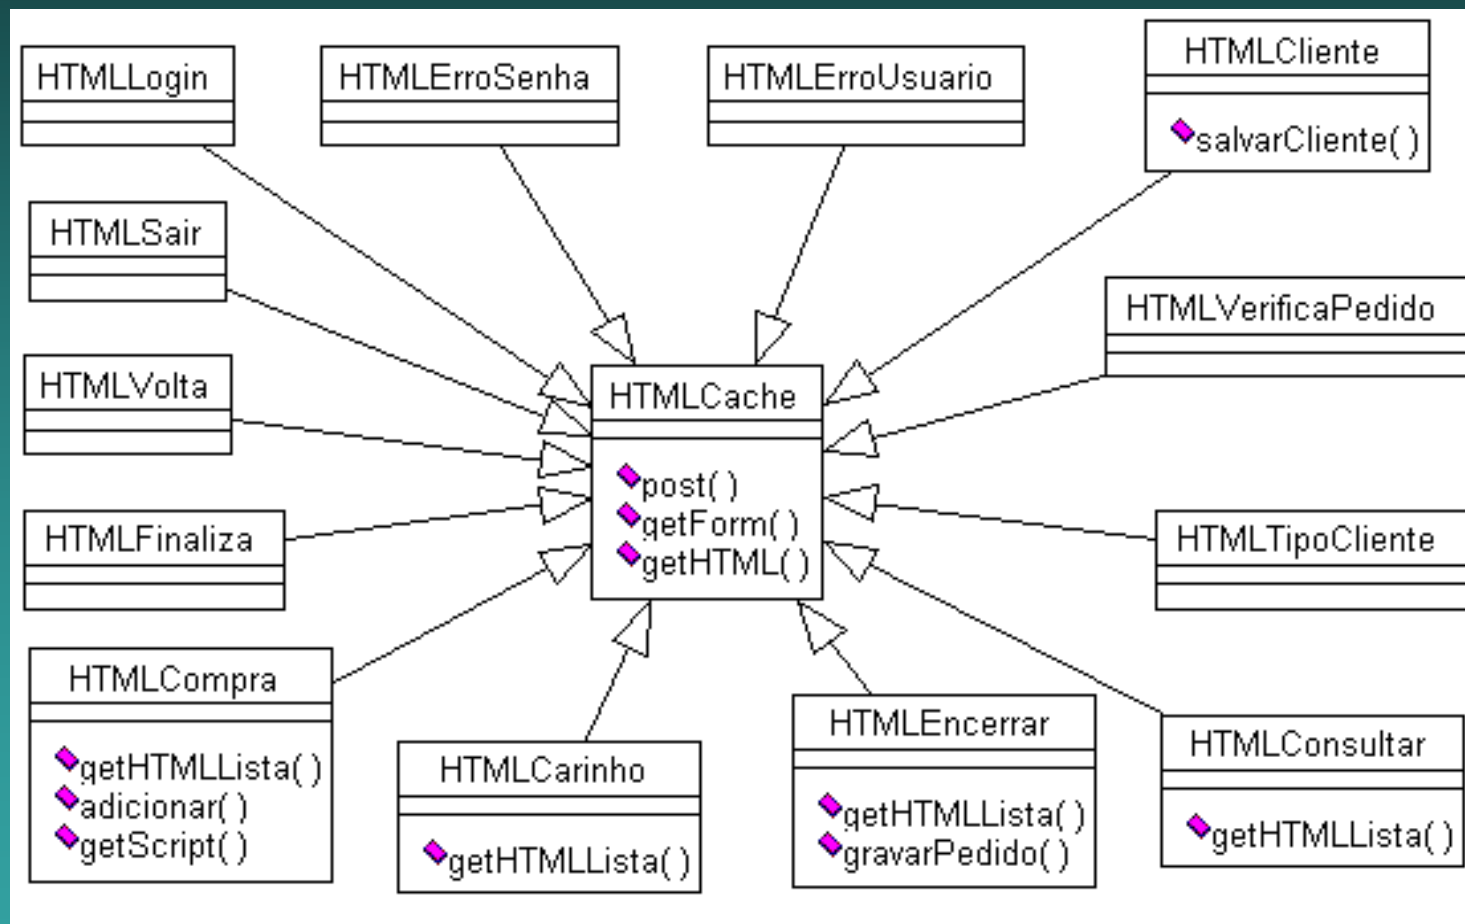 HTMLLogin
HTMLErroSenha
HTMLErroUsuario
HTMLCliente
salvarCliente( )
HTMLSair
HTMLVerificaPedido
HTMLVolta
HTMLCache
post( )
getForm( )
getHTML( )
HTMLFinaliza
HTMLTipoCliente
HTMLCompra
getHTMLLista( )
adicionar( )
getScript( )
HTMLCarinho
getHTMLLista( )
HTMLEncerrar
getHTMLLista( )
gravarPedido( )
HTMLConsultar
getHTMLLista( )